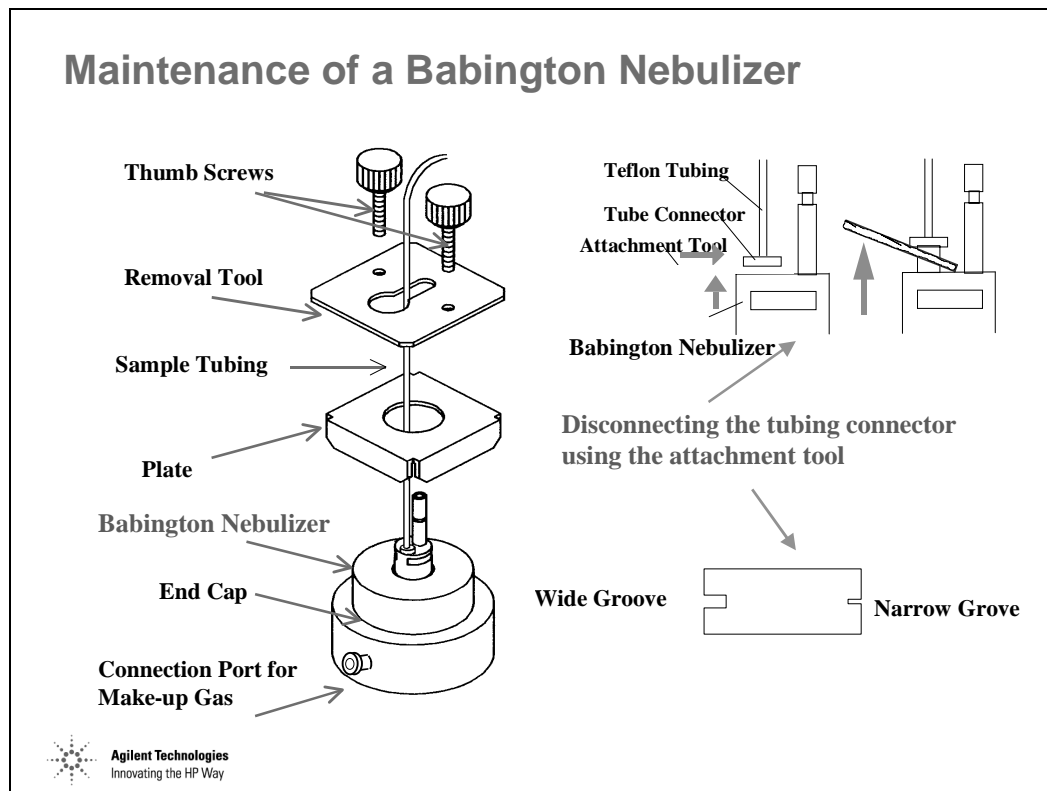 Maintenance of a Babington Nebulizer
Thumb Screws
Removal Tool
Sample Tubing
Plate
Babington Nebulizer
End Cap
Connection Port for
Make-up Gas
Teflon Tubing
Tube Connector
Attachment Tool
Babington Nebulizer
Disconnecting the tubing connector
using the attachment tool
Wide Groove
Narrow Grove
Agilent Technologies
Innovating the HP Way